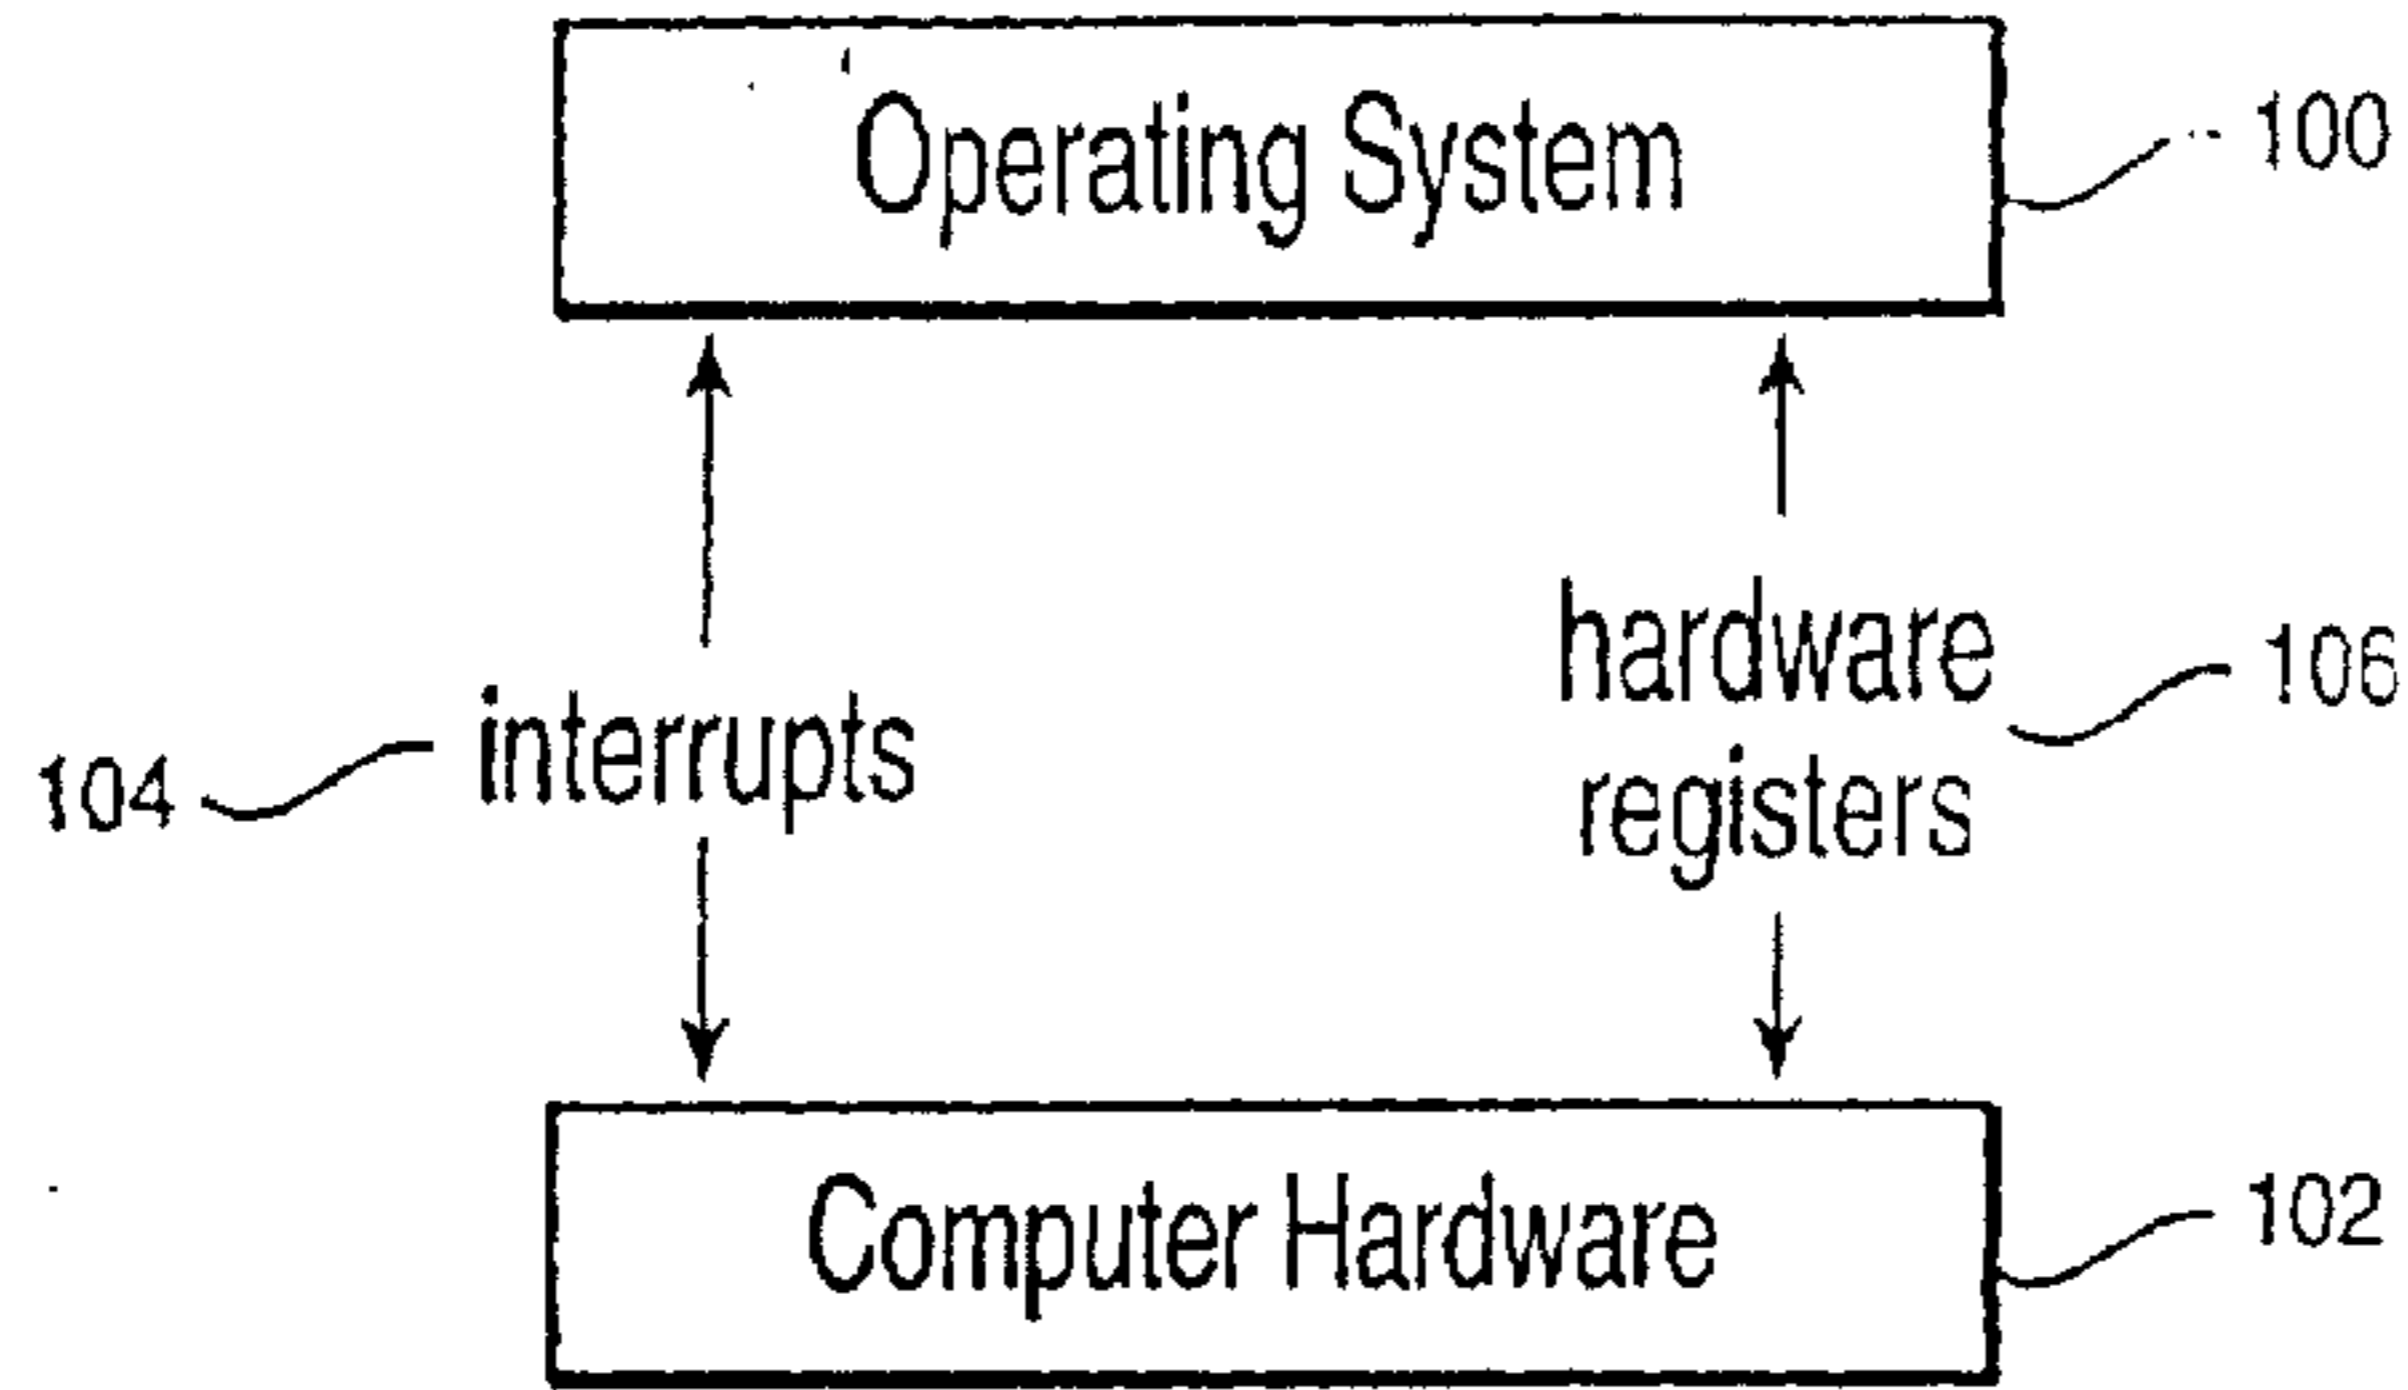 Operating System
100
hardware
106
interrupts
registers
104
Computer Hardware
102